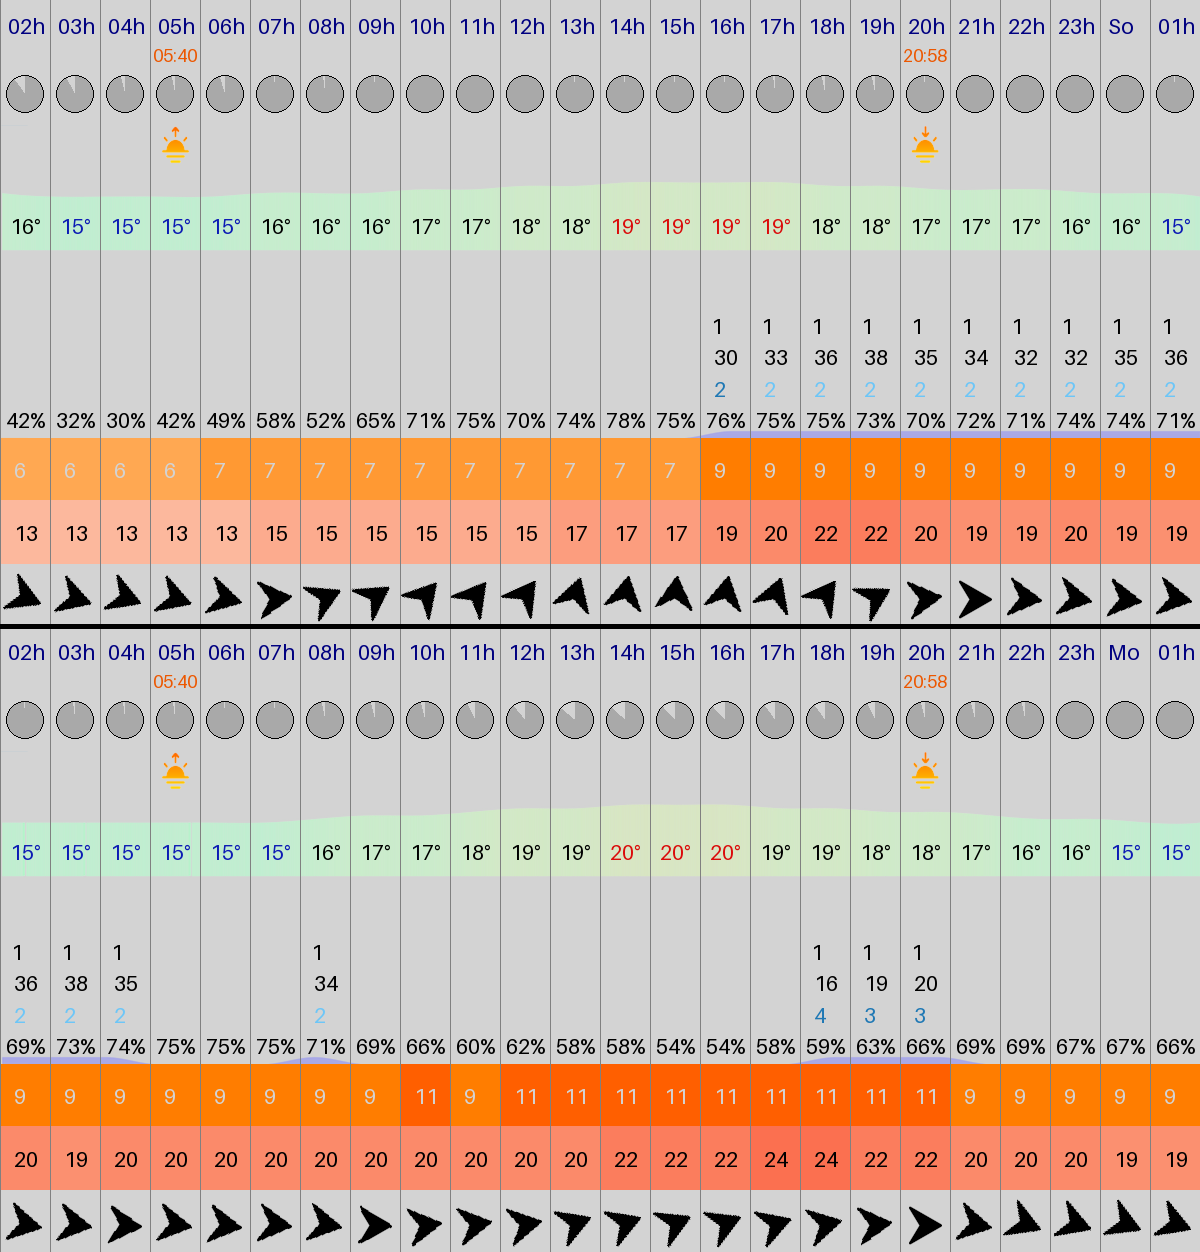 02h 03h 04h 05h 06h 07h 08h 09h 10h 11h 12h 13h 14h 15h 16h 17h 18h 19h 20h 21h 22h 23h So 01h
05:40 20:58
16° 15° 15° 15° 15° 16° 16° 16° 17° 17° 18° 18° 19° 19° 19° 19° 18° 18° 17° 17° 17° 16° 16° 15°
1 1 1 1 1 1 1 1 1 1
30 33 36 38 35 34 32 32 35 36
2 2 2 2 2 2 2 2 2 2
42% 32% 30% 42% 49% 58% 52% 65% 71% 75% 70% 74% 78% 75% 76% 75% 75% 73% 70% 72% 71% 74% 74% 71%
6 6 6 6 7 7 7 7 7 7 7 7 7 7 9 9 9 9 9 9 9 9 9 9
13 13 13 13 13 15 15 15 15 15 15 17 17 17 19 20 22 22 20 19 19 20 19 19
02h 03h 04h 05h 06h 07h 08h 09h 10h 11h 12h 13h 14h 15h 16h 17h 18h 19h 20h 21h 22h 23h Mo 01h
05:40 20:58
15° 15° 15° 15° 15° 15° 16° 17° 17° 18° 19° 19° 20° 20° 20° 19° 19° 18° 18° 17° 16° 16° 15° 15°
1 1 1 1 1 1 1
36 38 35 34 16 19 20
2 2 2 2 4 3 3
69% 73% 74% 75% 75% 75% 71% 69% 66% 60% 62% 58% 58% 54% 54% 58% 59% 63% 66% 69% 69% 67% 67% 66%
9 9 9 9 9 9 9 9 11 9 11 11 11 11 11 11 11 11 11 9 9 9 9 9
20 19 20 20 20 20 20 20 20 20 20 20 22 22 22 24 24 22 22 20 20 20 19 19